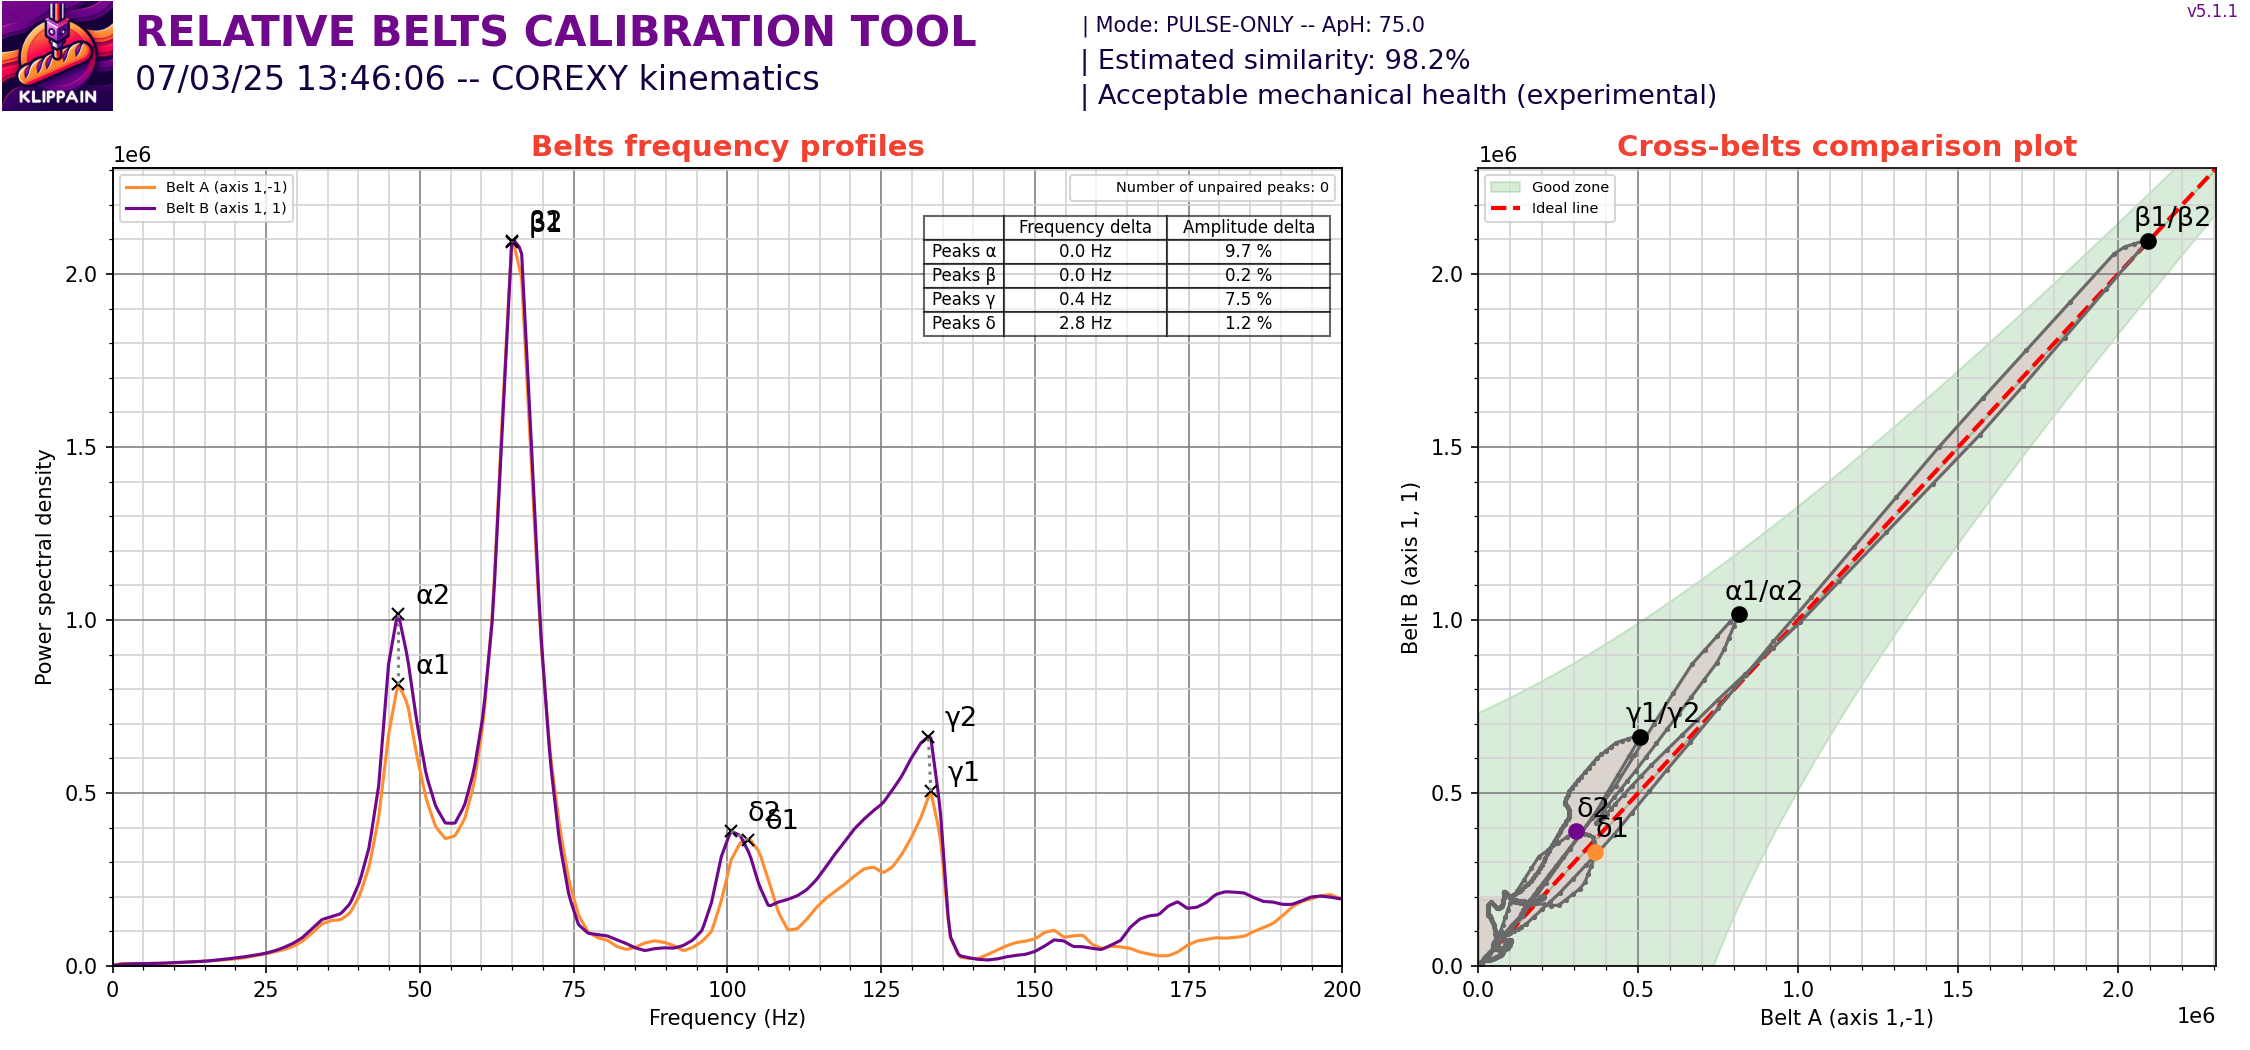 KLIPPAIN
RELATIVE BELTS CALIBRATION TOOL
07/03/25 13:46:06 -- COREXY kinematics
| Mode: PULSE-ONLY -- ApH: 75.0
| Estimated similarity: 98.2%
| Acceptable mechanical health (experimental)
v5.1.1
Belts frequency profiles
1e6
Belt A (axis 1,-1)
Belt B (axis 1, 1)
Number of unpaired peaks: 0
Frequency delta Amplitude delta
Peaks α 0.0 Hz 9.7 %
Peaks β 0.0 Hz 0.2 %
Peaks γ 0.4 Hz 7.5 %
Peaks δ 2.8 Hz 1.2 %
β1
β2
α2
α1
γ2
γ1
δ2
δ1
2.0
1.5
1.0
0.5
0.0
Power spectral density
0 25 50 75 100 125 150 175 200
Frequency (Hz)
Cross-belts comparison plot
1e6
Good zone
Ideal line
β1/β2
α1/α2
γ1/γ2
δ2
δ1
2.0
1.5
1.0
0.5
0.0
Belt B (axis 1, 1)
0.0 0.5 1.0 1.5 2.0
Belt A (axis 1,-1)
1e6